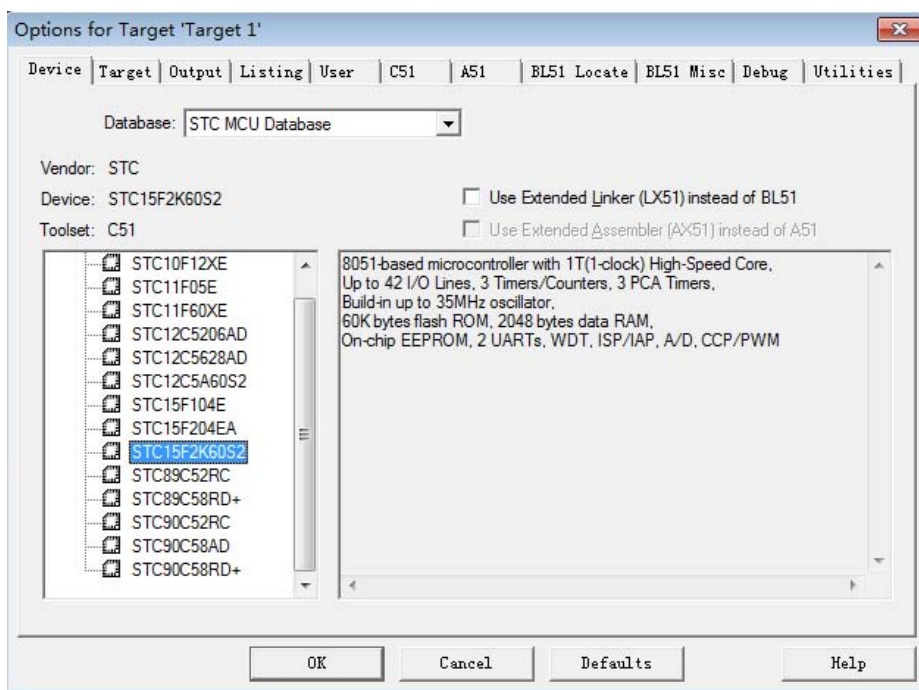 Options for Target 'Target 1'
Device Target Output Listing User C51 A51 BL51 Locate BL51 Misc Debug Utilities
Database: STC MCU Database
Vendor: STC
Device: STC15F2K60S2
Use Extended Linker (LX51) instead of BL51
Toolset: C51
Use Extended Assembler (AX51) instead of A51
STC10F12XE
STC11F05E
STC11F60XE
STC12C5206AD
STC12C5628AD
STC12C5A60S2
STC15F104E
STC15F204EA
STC15F2K60S2
STC89C52RC
STC89C58RD+
STC90C52RC
STC90C58AD
STC90C58RD+
8051-based microcontroller with 1T(1-clock) High-Speed Core,
Up to 42 I/O Lines, 3 Timers/Counters, 3 PCA Timers,
Build-in up to 35MHz oscillator,
60K bytes flash ROM, 2048 bytes data RAM,
On-chip EEPROM, 2 UARTs, WDT, ISP/IAP, A/D, CCP/PWM
OK Cancel Defaults Help